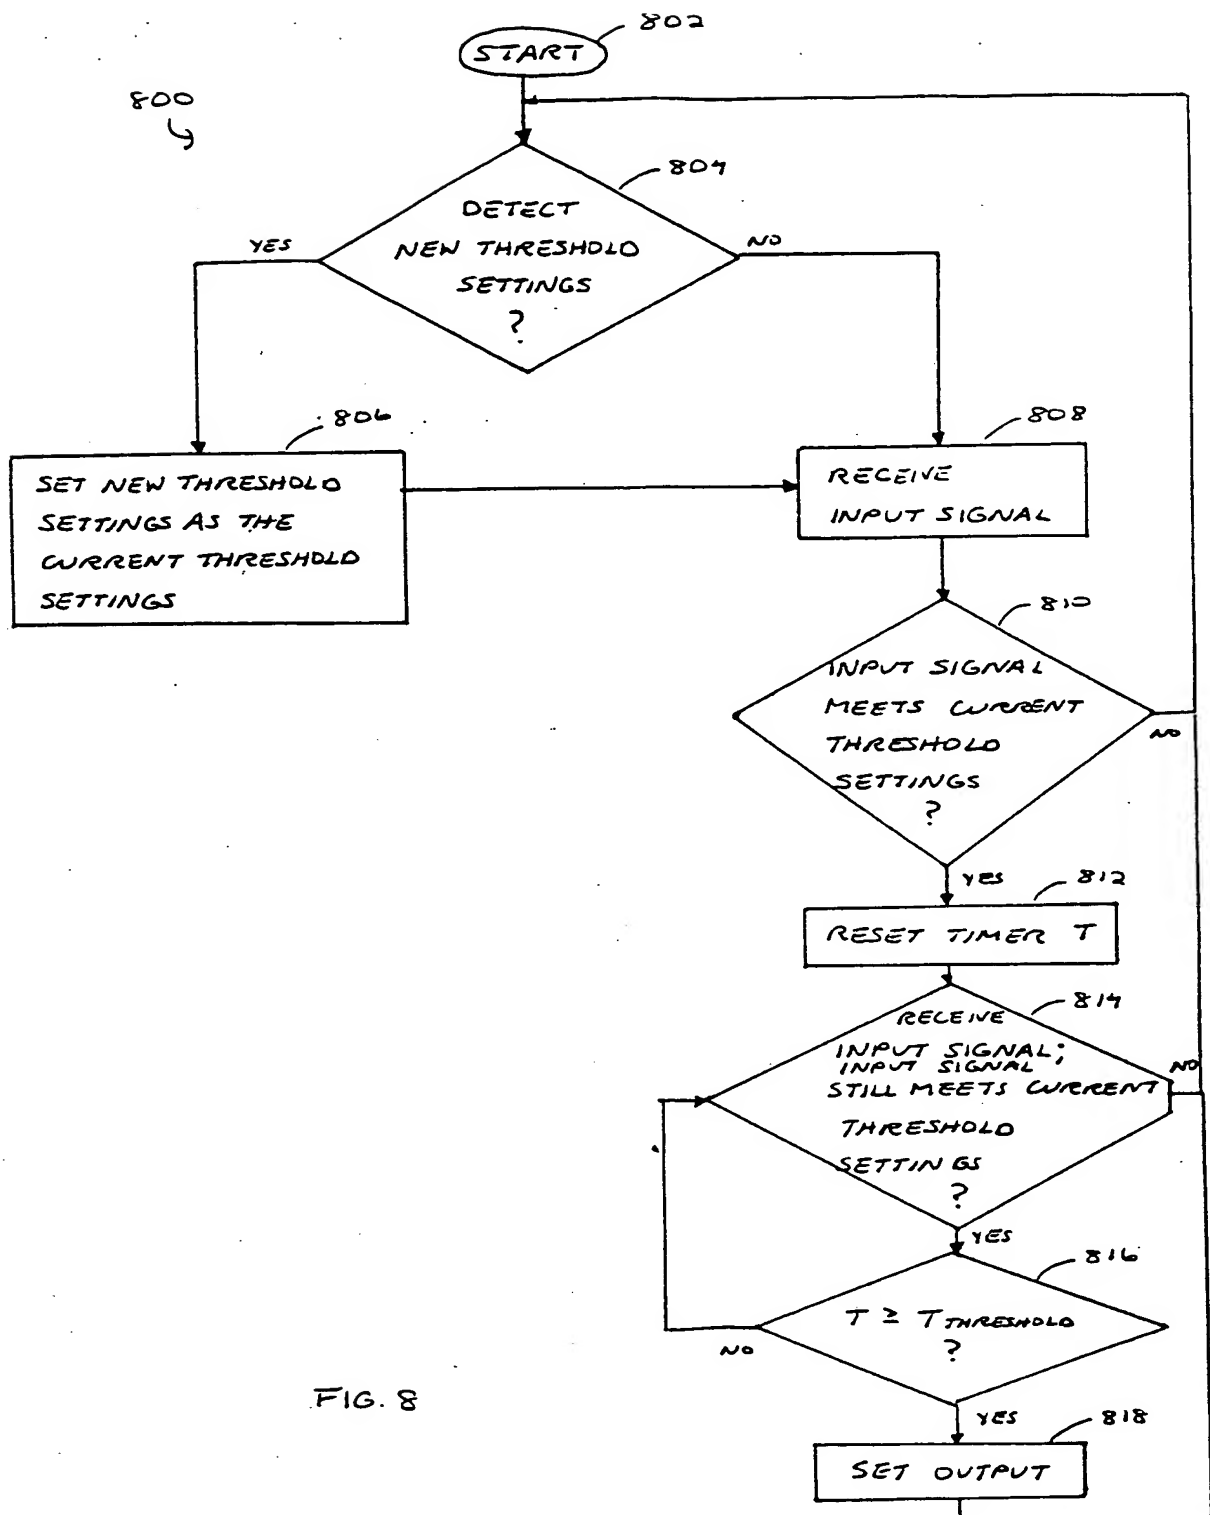 802
START
800
804
DETECT
NEW THRESHOLD
SETTINGS
?
YES
NO
806
808
SET NEW THRESHOLD
SETTINGS AS THE
CURRENT THRESHOLD
SETTINGS
RECEIVE
INPUT SIGNAL
810
INPUT SIGNAL
MEETS CURRENT
THRESHOLD
SETTINGS
?
NO
YES
812
RESET TIMER T
814
RECEIVE
INPUT SIGNAL;
INPUT SIGNAL
STILL MEETS CURRENT
THRESHOLD
SETTINGS
?
NO
YES
816
T ≥ T THRESHOLD
?
NO
YES
FIG. 8
818
SET OUTPUT